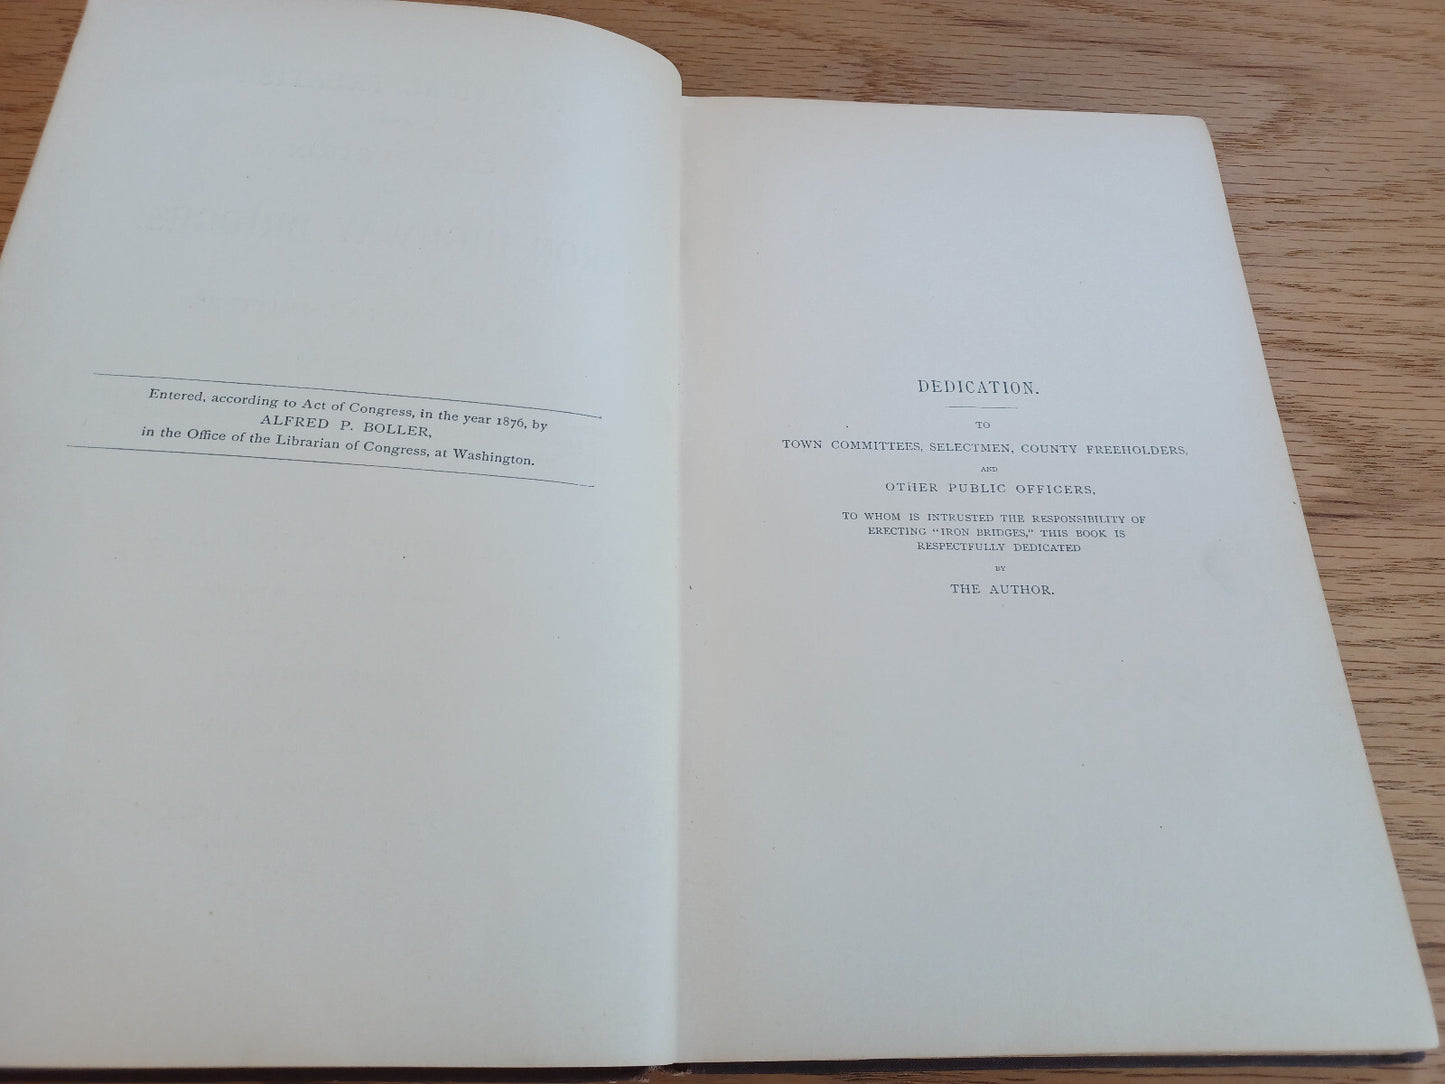 Entered, according to Act of Congress, in the year 1876, by
ALFRED P. BOLLER,
in the Office of the Librarian of Congress, at Washington.
DEDICATION.
TO
TOWN COMMITTEES, SELECTMEN, COUNTY FREEHOLDERS,
AND
OTHER PUBLIC OFFICERS,
TO WHOM IS INTRUSTED THE RESPONSIBILITY OF
ERECTING "IRON BRIDGES," THIS BOOK IS
RESPECTFULLY DEDICATED
BY
THE AUTHOR.